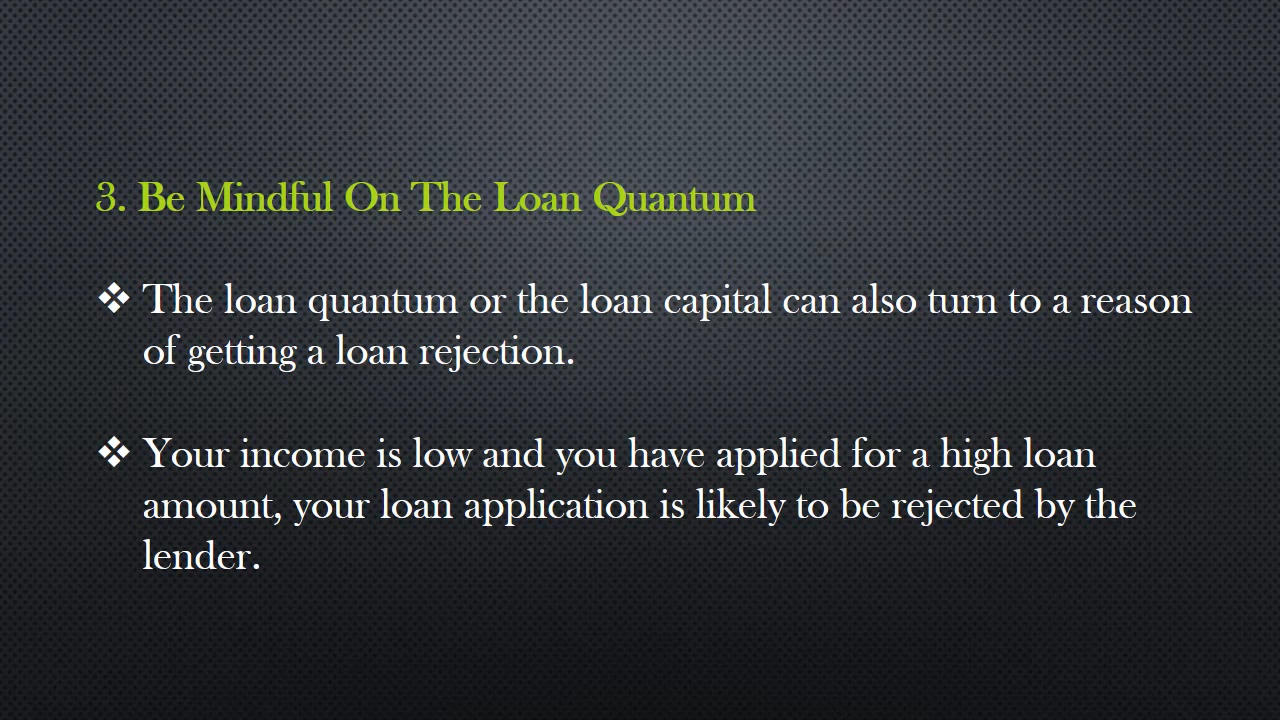 3. Be Mindful On The Loan Quantum
❖ The loan quantum or the loan capital can also turn to a reason
of getting a loan rejection.
❖ Your income is low and you have applied for a high loan
amount, your loan application is likely to be rejected by the
lender.